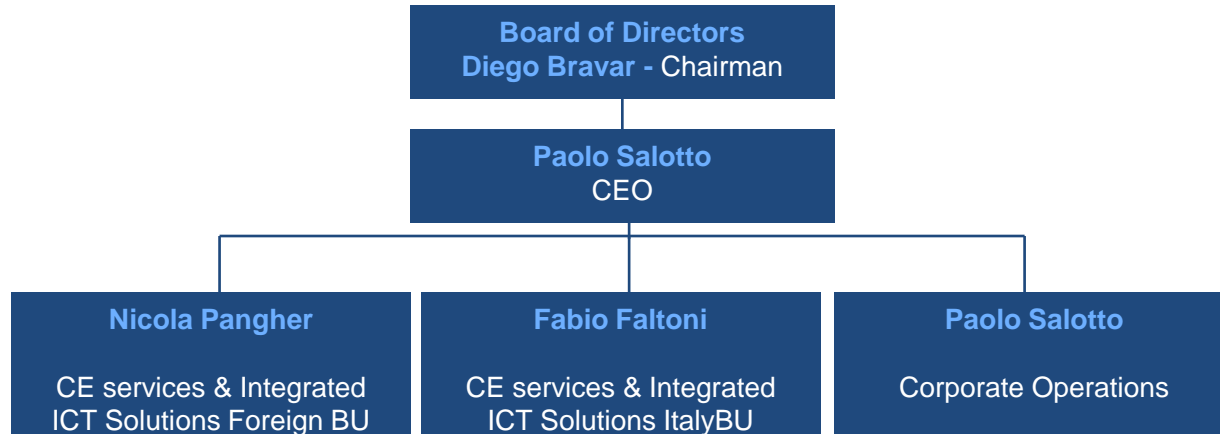 Board of Directors
Diego Bravar - Chairman
Paolo Salotto
CEO
Nicola Pangher
CE services & Integrated
ICT Solutions Foreign BU
Fabio Faltoni
CE services & Integrated
ICT Solutions ItalyBU
Paolo Salotto
Corporate Operations